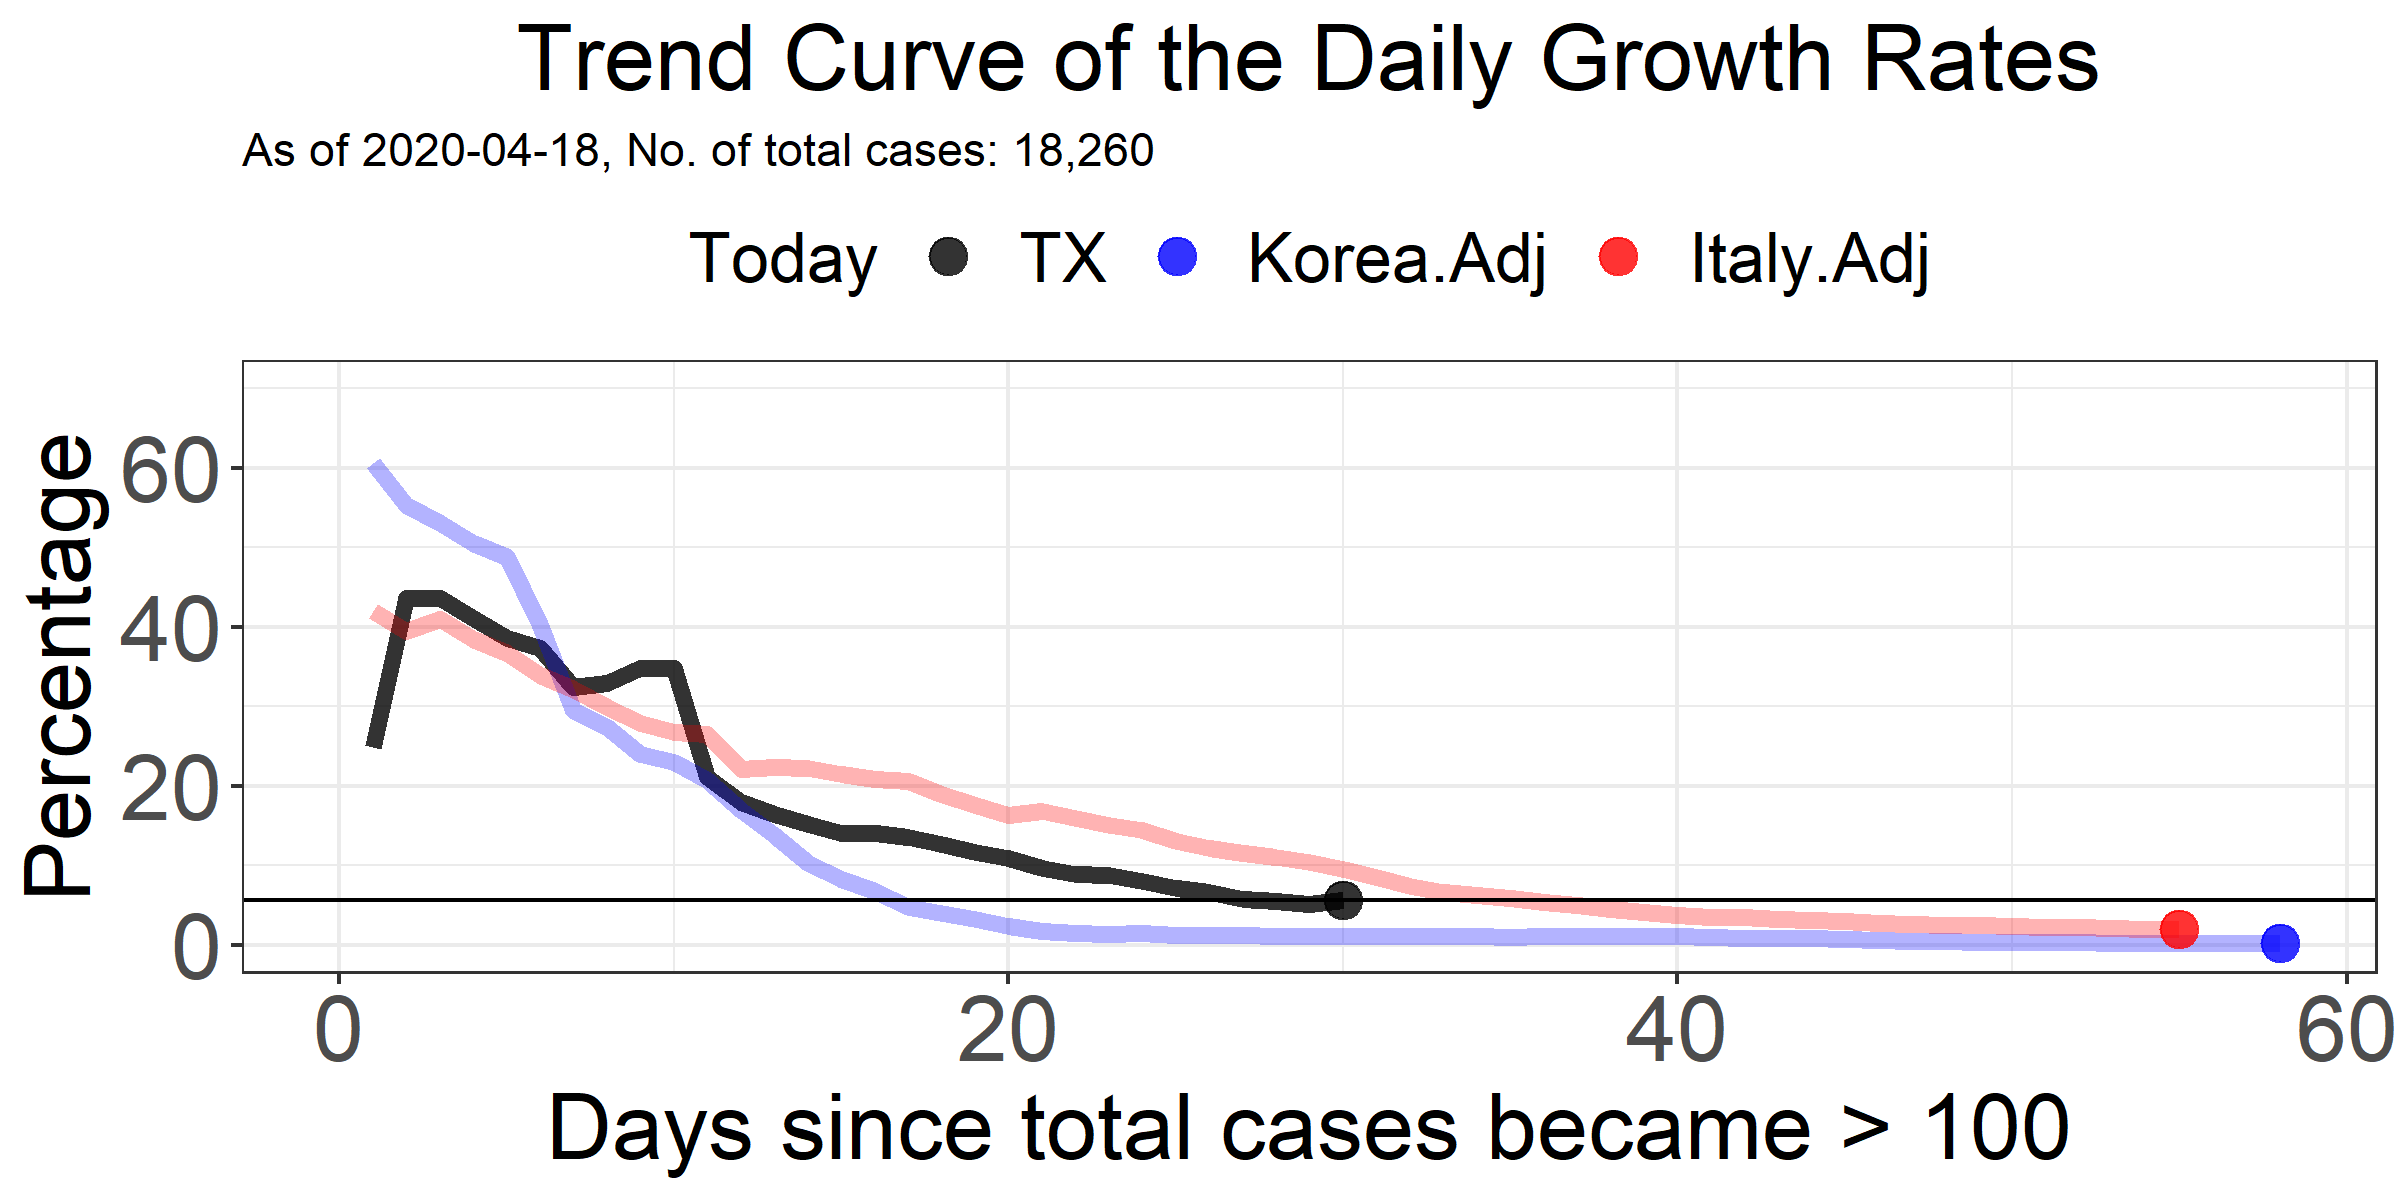 Trend Curve of the Daily Growth Rates
As of 2020-04-18, No. of total cases: 18,260
Today TX Korea.Adj Italy.Adj
Percentage
60
40
20
0
0 20 40 60
Days since total cases became > 100